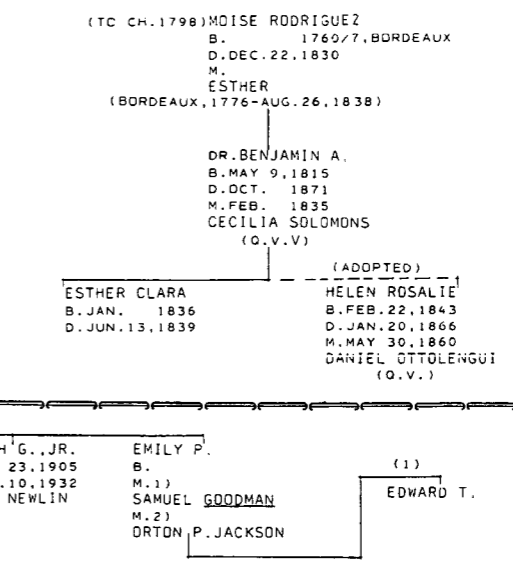 (TC CH.1798)MOISE RODRIGUEZ
B. 1760/7,BORDEAUX
D.DEC.22,1830
M.
ESTHER
(BORDEAUX,1776-AUG.26,1838)
DR.BENJAMIN A.
B.MAY 9,1815
D.OCT. 1871
M.FEB. 1835
CECILIA SOLOMONS
(Q.V.V)
ESTHER CLARA
B.JAN. 1836
D.JUN.13,1839
(ADOPTED)
HELEN ROSALIE
B.FEB.22,1843
D.JAN.20,1866
M.MAY 30,1860
DANIEL OTTOLENGUI
(Q.V.)
H G.,JR.
23,1905
.10,1932
NEWLIN
EMILY P.
B.
M.1)
SAMUEL GOODMAN
M.2)
ORTON P.JACKSON
(1)
EDWARD T.